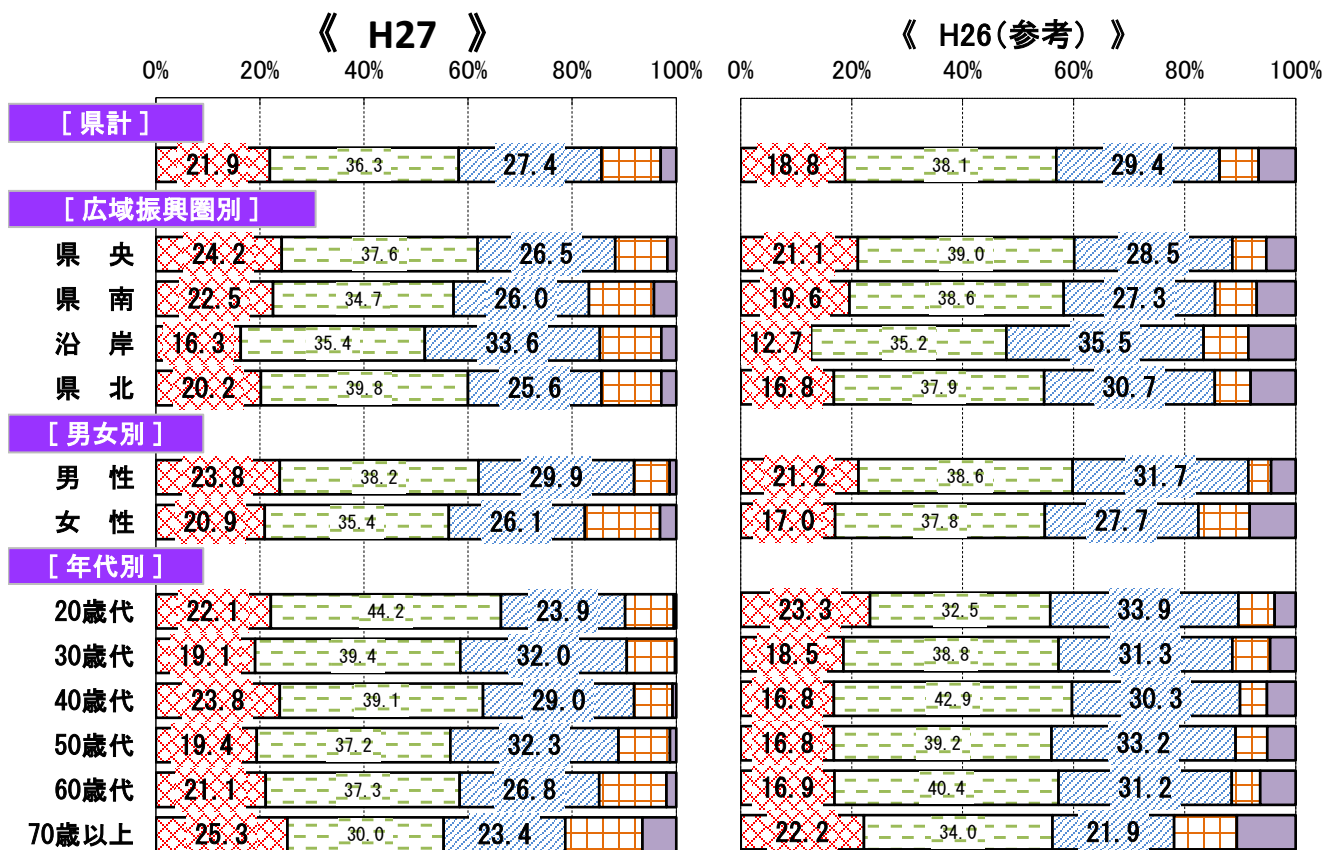 《 H27 》 《 H26(参考) 》
0% 20% 40% 60% 80% 100% 0% 20% 40% 60% 80% 100%
[ 県計 ]
21.9 36.3 27.4 18.8 38.1 29.4
[ 広域振興圏別 ]
県 央 24.2 37.6 26.5 21.1 39.0 28.5
県 南 22.5 34.7 26.0 19.6 38.6 27.3
沿 岸 16.3 35.4 33.6 12.7 35.2 35.5
県 北 20.2 39.8 25.6 16.8 37.9 30.7
[ 男女別 ]
男 性 23.8 38.2 29.9 21.2 38.6 31.7
女 性 20.9 35.4 26.1 17.0 37.8 27.7
[ 年代別 ]
20歳代 22.1 44.2 23.9 23.3 32.5 33.9
30歳代 19.1 39.4 32.0 18.5 38.8 31.3
40歳代 23.8 39.1 29.0 16.8 42.9 30.3
50歳代 19.4 37.2 32.3 16.8 39.2 33.2
60歳代 21.1 37.3 26.8 16.9 40.4 31.2
70歳以上 25.3 30.0 23.4 22.2 34.0 21.9